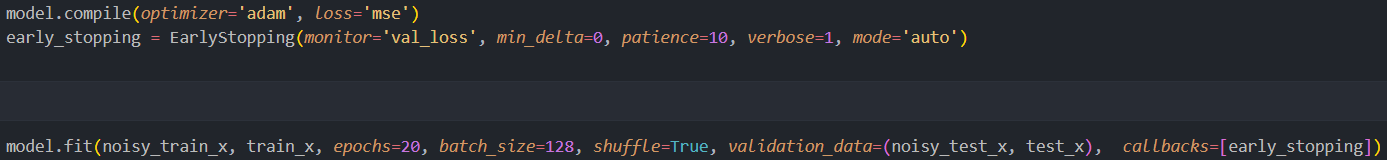 model.compile(optimizer='adam', loss='mse')
early_stopping = EarlyStopping(monitor='val_loss', min_delta=0, patience=10, verbose=1, mode='auto')
model.fit(noisy_train_x, train_x, epochs=20, batch_size=128, shuffle=True, validation_data=(noisy_test_x, test_x),  callbacks=[early_stopping])